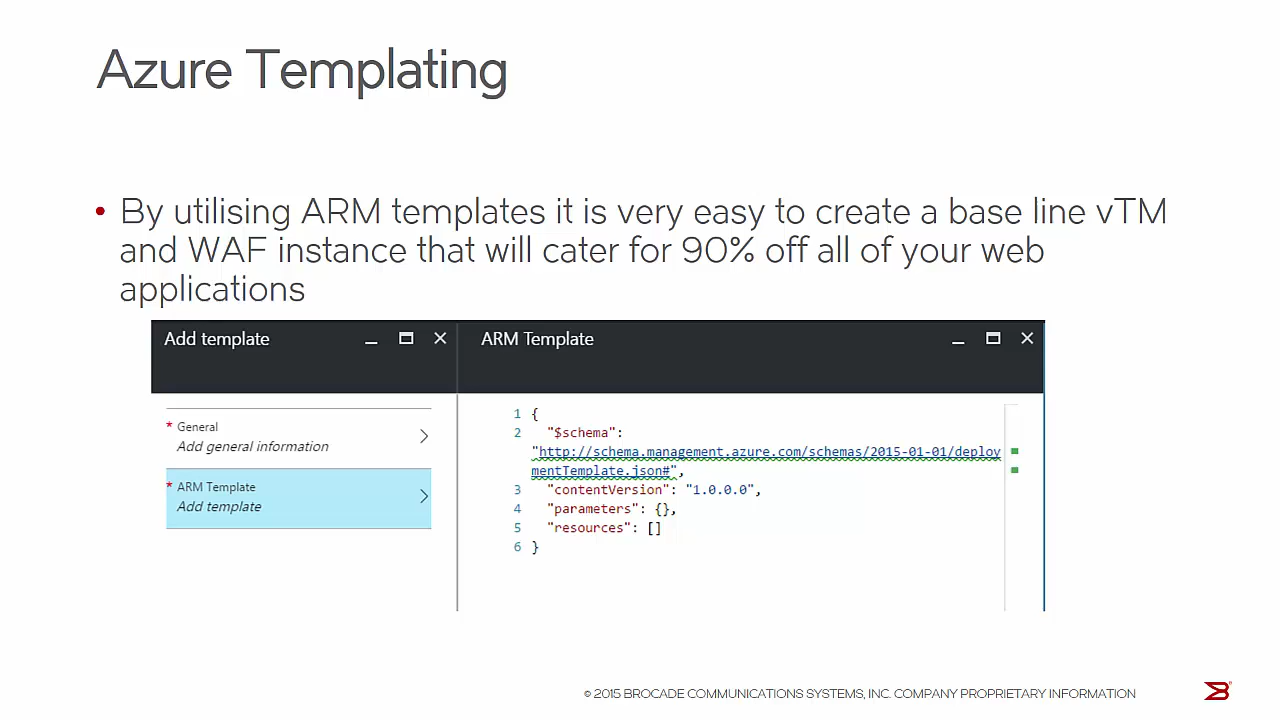 Azure Templating
• By utilising ARM templates it is very easy to create a base line vTM
and WAF instance that will cater for 90% off all of your web
applications
Add template
ARM Template
* General
Add general information
* ARM Template
Add template
1 {
2 "$schema":
"http://schema.management.azure.com/schemas/2015-01-01/deploy
mentTemplate.json#",
3 "contentVersion": "1.0.0.0",
4 "parameters": {},
5 "resources": []
6 }
© 2015 BROCADE COMMUNICATIONS SYSTEMS, INC. COMPANY PROPRIETARY INFORMATION